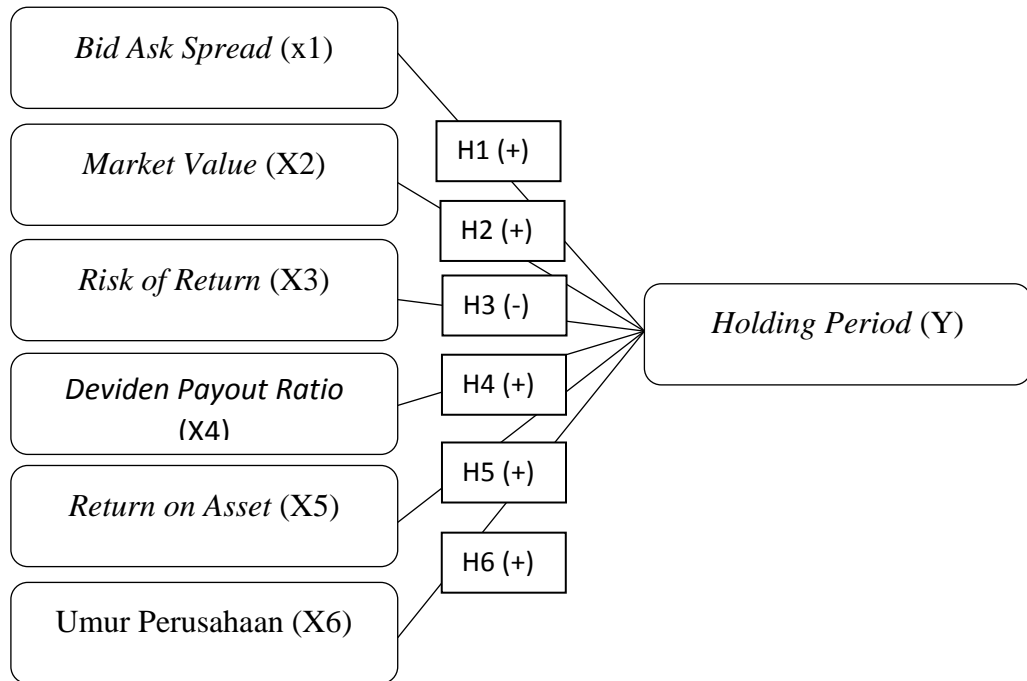 Bid Ask Spread (x1)
H1 (+)
Market Value (X2)
H2 (+)
Risk of Return (X3)
H3 (-)
Holding Period (Y)
Deviden Payout Ratio
(X4)
H4 (+)
H5 (+)
Return on Asset (X5)
H6 (+)
Umur Perusahaan (X6)